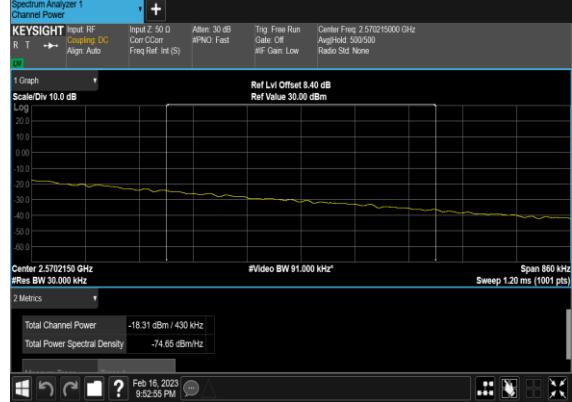 Spectrum Analyzer 1
Channel Power
KEYSIGHT Input: RF Input Z: 50 Ω Atten: 30 dB Trig: Free Run Center Freq: 2.570215000 GHz
R T Coupling: DC Corr CCorr #PNO: Fast Gate: Off Avg|Hold: 500/500
Align: Auto Freq Ref: Int (S) #IF Gain: Low Radio Std: None
LXI
1 Graph
Ref Lvl Offset 8.40 dB
Scale/Div 10.0 dB Ref Value 30.00 dBm
Log
20.0
10.0
0.00
-10.0
-20.0
-30.0
-40.0
-50.0
-60.0
Center 2.5702150 GHz #Video BW 91.000 kHz* Span 860 kHz
#Res BW 30.000 kHz Sweep 1.20 ms (1001 pts)
2 Metrics
Total Channel Power -18.31 dBm / 430 kHz
Total Power Spectral Density -74.65 dBm/Hz
Feb 16, 2023
9:52:55 PM